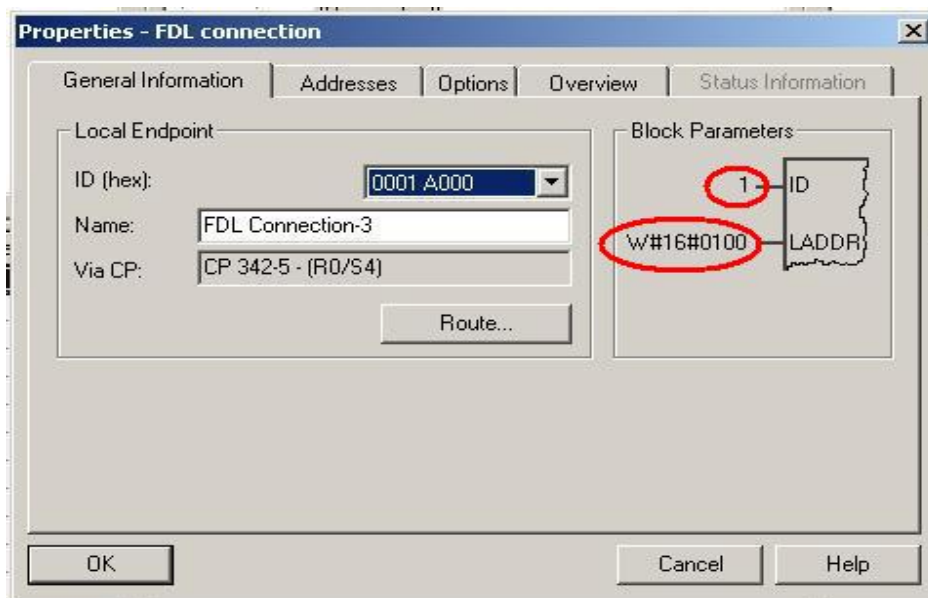 Properties - FDL connection
General Information
Addresses
Options
Overview
Status Information
Local Endpoint
ID (hex):
0001 A000
Name:
FDL Connection-3
Via CP:
CP 342-5 - (R0/S4)
Route...
Block Parameters
1
ID
W#16#0100
LADDR
OK
Cancel
Help